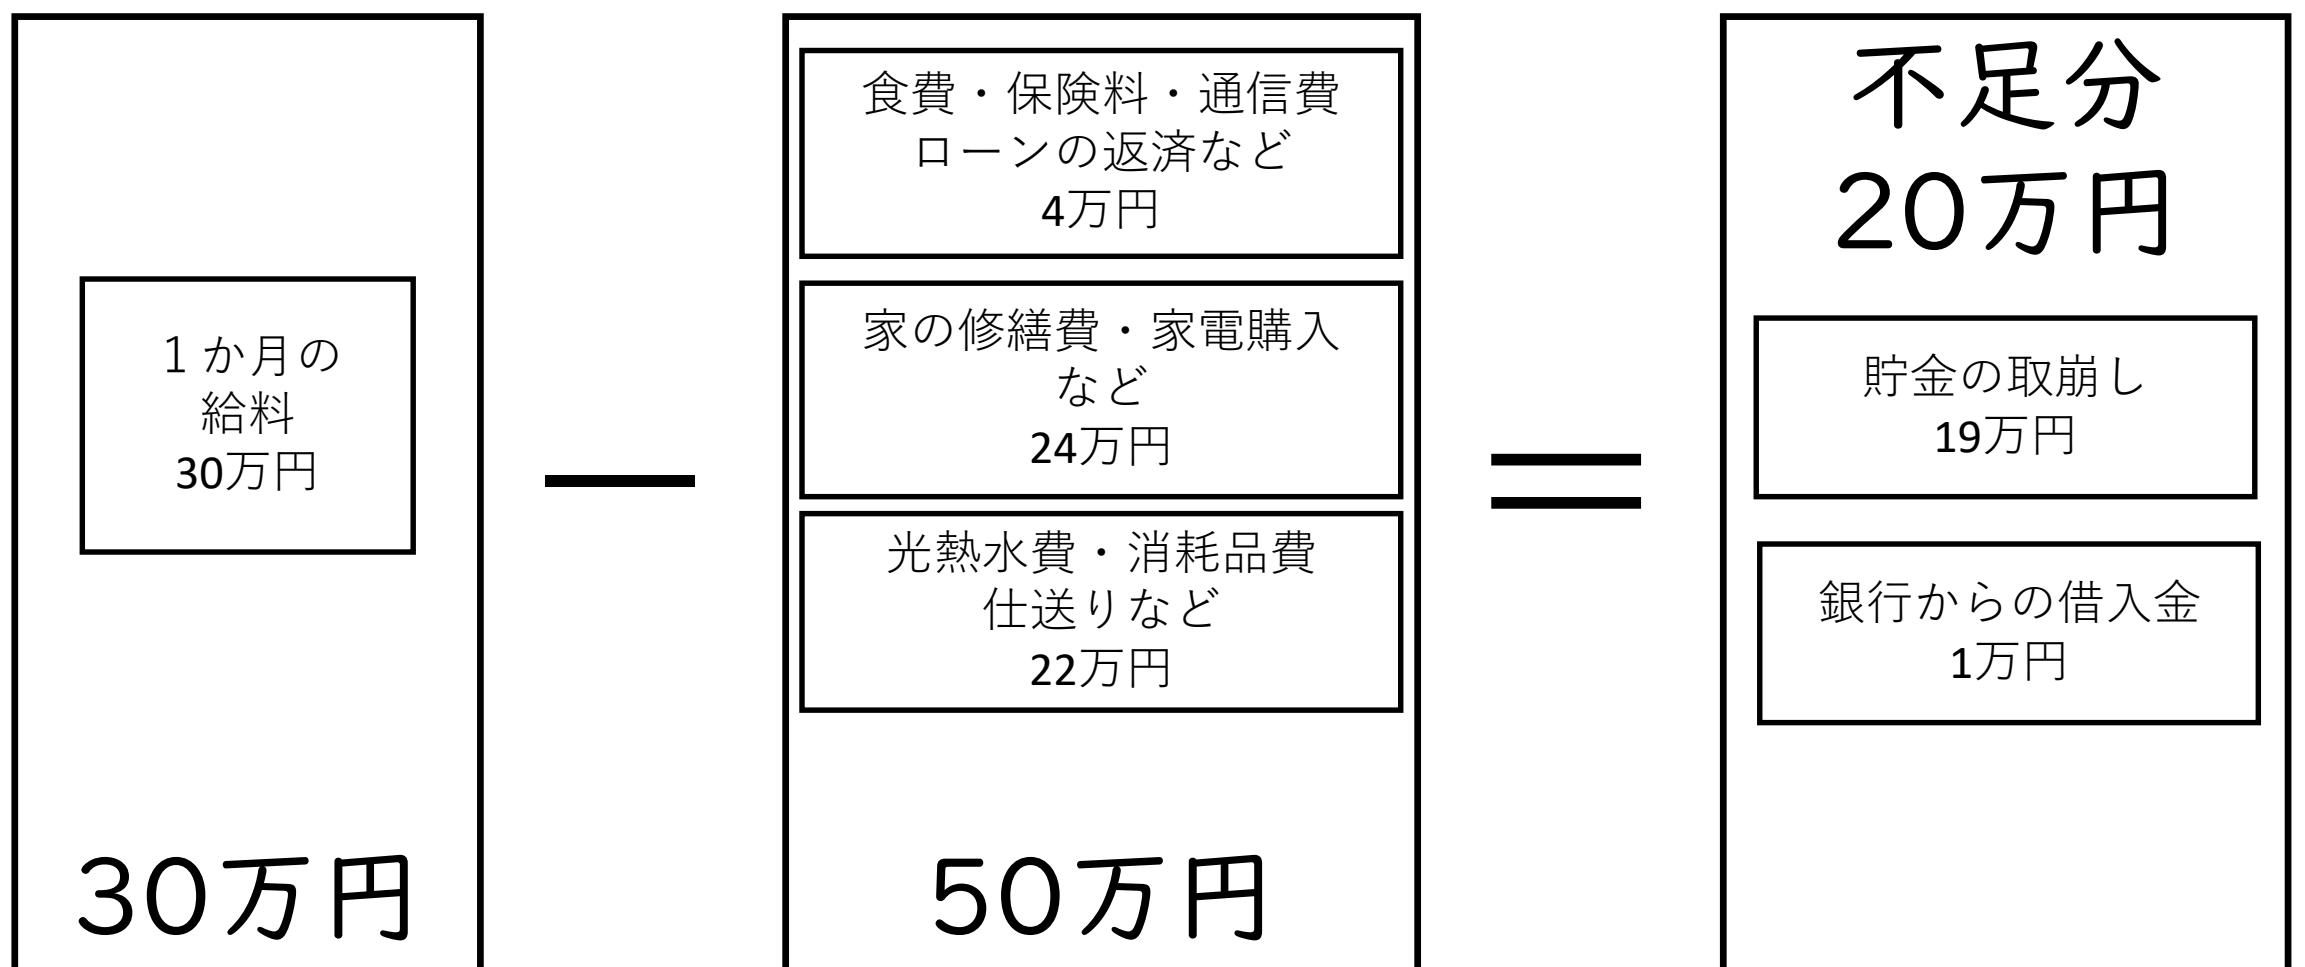 １か月の
給料
30万円
30万円
食費・保険料・通信費
ローンの返済など
4万円
家の修繕費・家電購入
など
24万円
光熱水費・消耗品費
仕送りなど
22万円
50万円
不足分
20万円
貯金の取崩し
19万円
銀行からの借入金
1万円